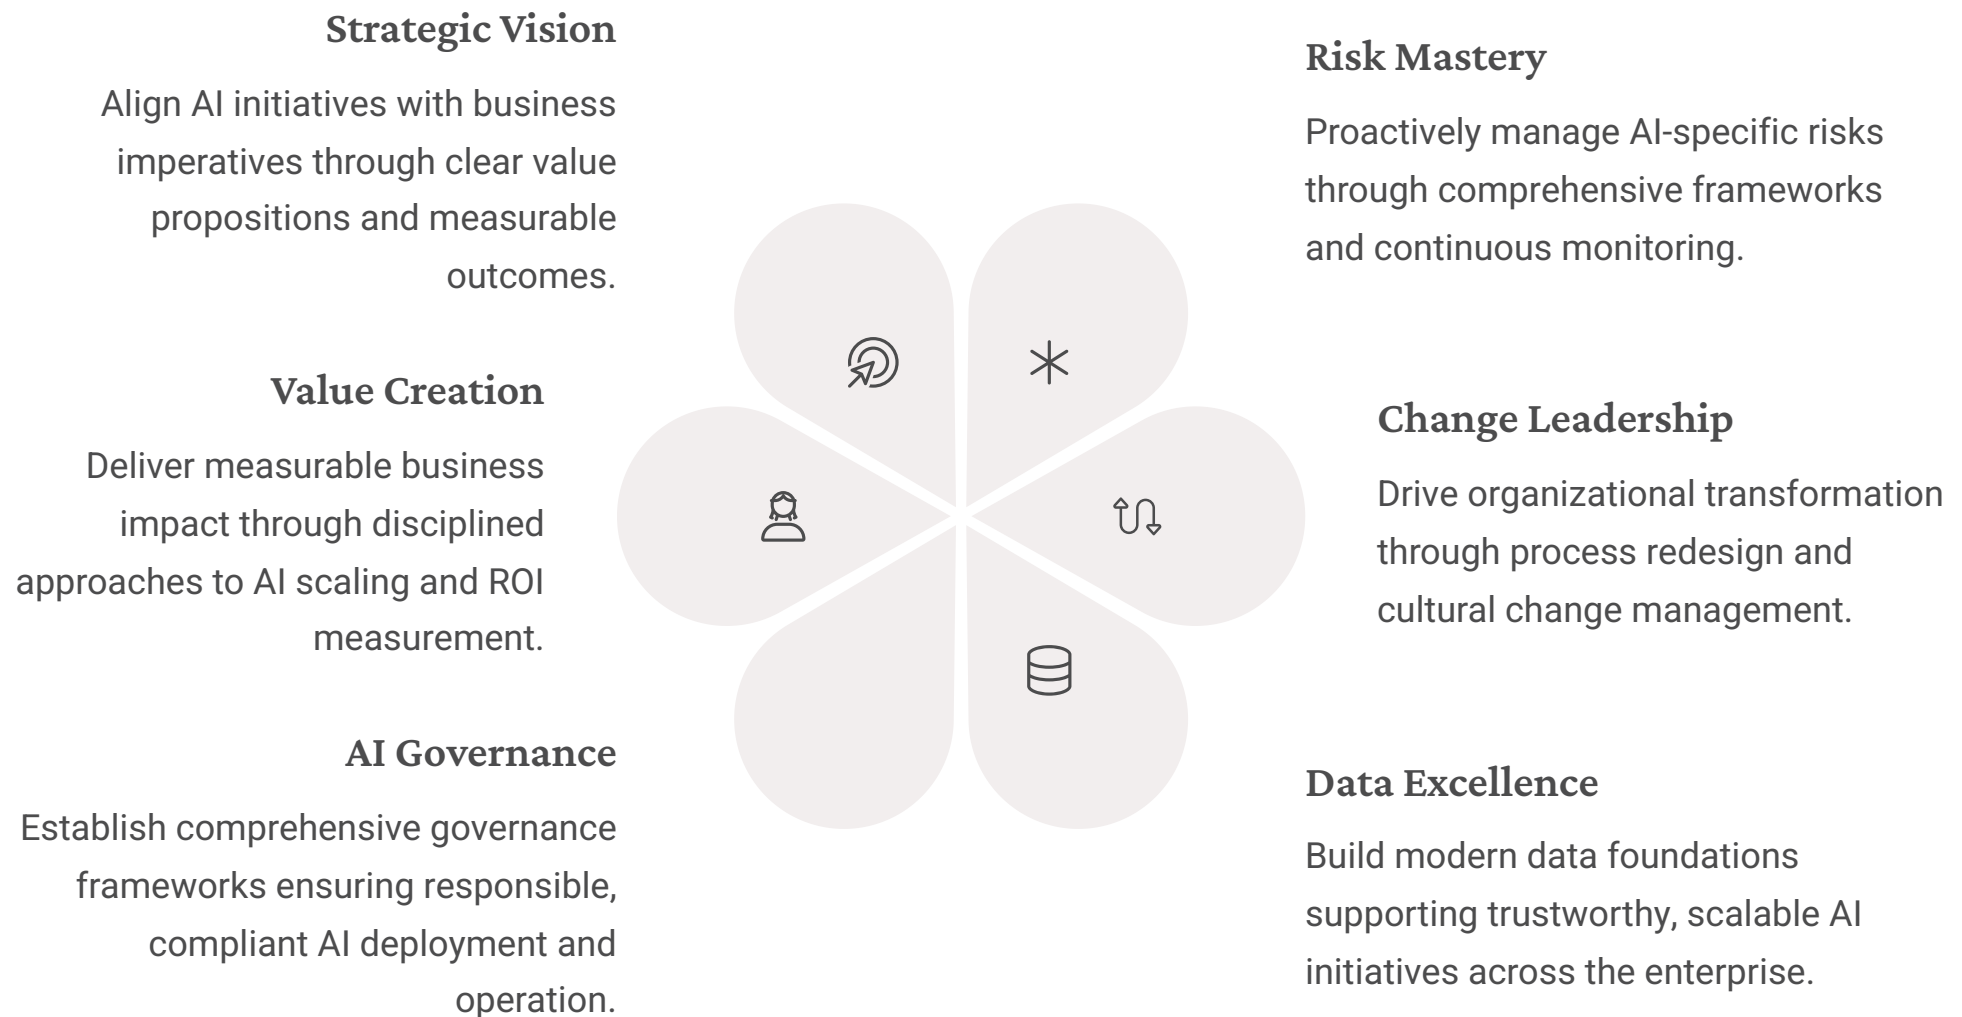 Strategic Vision
Align AI initiatives with business
imperatives through clear value
propositions and measurable
outcomes.
Value Creation
Deliver measurable business
impact through disciplined
approaches to AI scaling and ROI
measurement.
AI Governance
Establish comprehensive governance
frameworks ensuring responsible,
compliant AI deployment and
operation.
Risk Mastery
Proactively manage AI-specific risks
through comprehensive frameworks
and continuous monitoring.
Change Leadership
Drive organizational transformation
through process redesign and
cultural change management.
Data Excellence
Build modern data foundations
supporting trustworthy, scalable AI
initiatives across the enterprise.